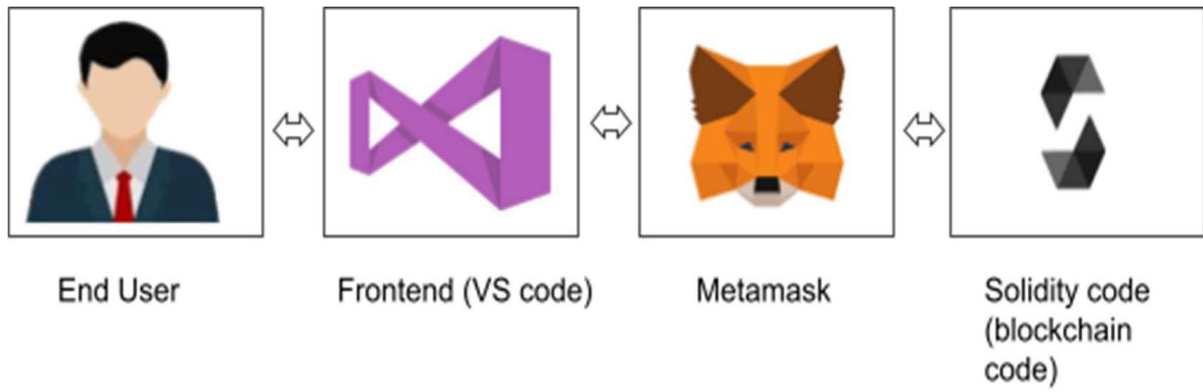 End User
Frontend (VS code)
Metamask
Solidity code
(blockchain
code)